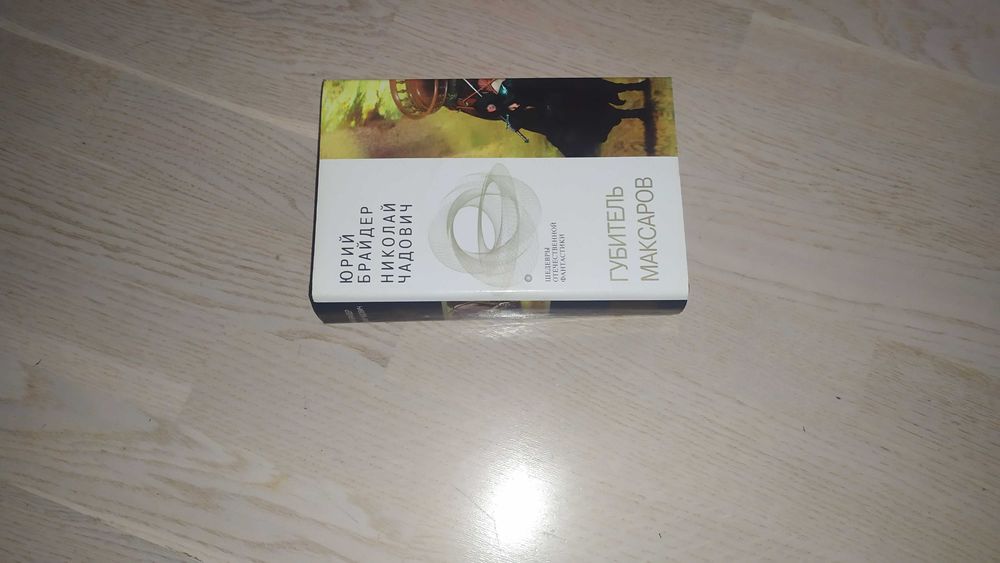 ЮРИЙ
БРАЙДЕР
НИКОЛАЙ
ЧАДОВИЧ
ШЕДЕВРЫ
ОТЕЧЕСТВЕННОЙ
ФАНТАСТИКИ
ГУБИТЕЛЬ
МАКСАРОВ